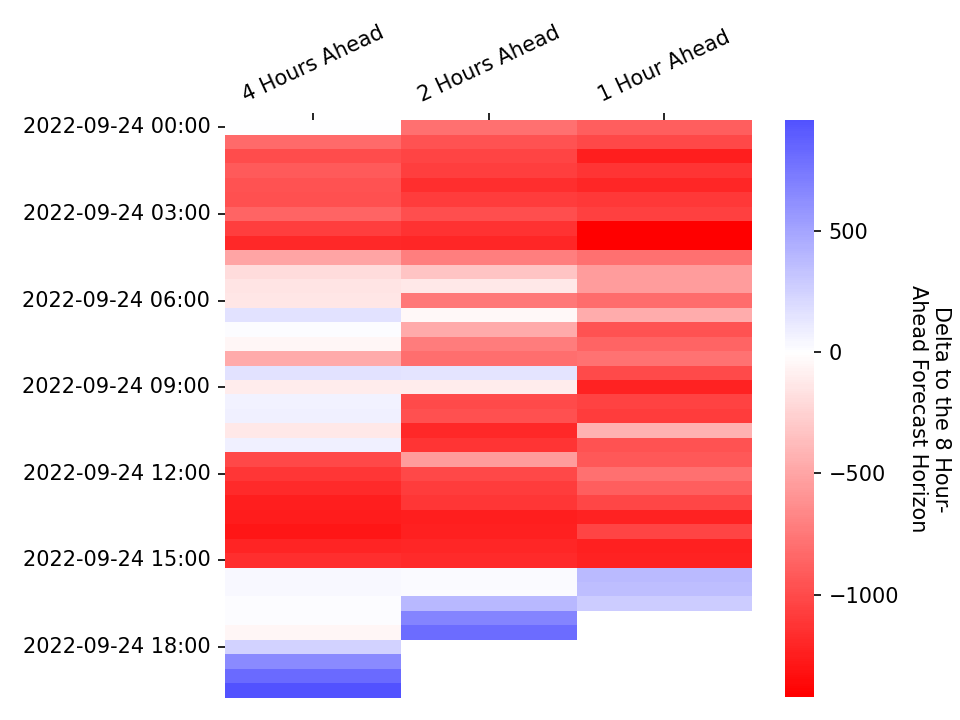 4 Hours Ahead
2 Hours Ahead
1 Hour Ahead
2022-09-24 00:00
2022-09-24 03:00
2022-09-24 06:00
2022-09-24 09:00
2022-09-24 12:00
2022-09-24 15:00
2022-09-24 18:00
500
0
−500
−1000
Delta to the 8 Hour-
Ahead Forecast Horizon